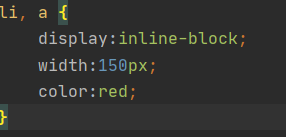 li, a {
display:inline-block;
width:150px;
color:red;
}